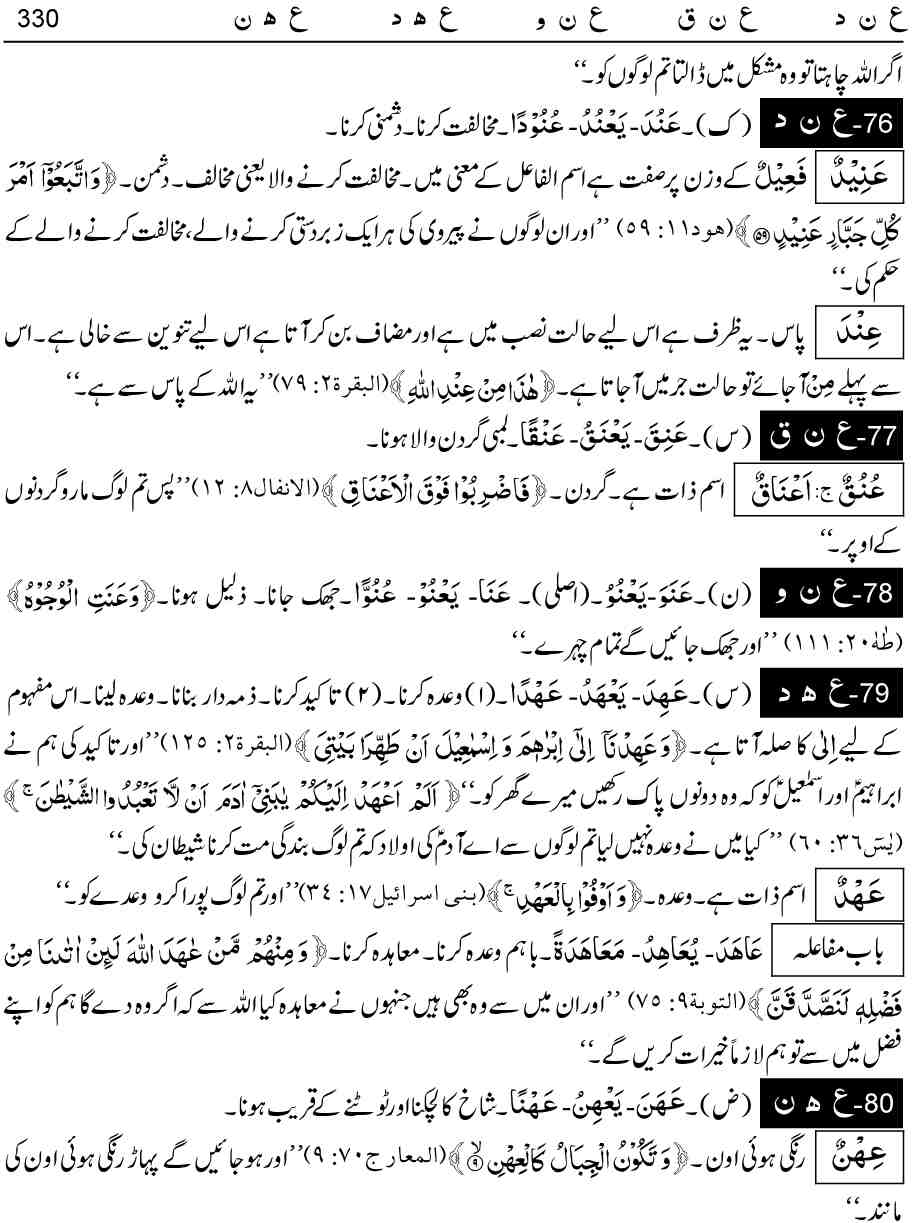 ع ن د ع ن ق ع ن و ع ھ د ع ھ ن 330
اگر اللہ چاہتا تو وہ مشکل میں ڈالتا تم لوگوں کو۔‘‘
76-ع ن د (ک)۔عَنُدَ- یَعْنُدُ- عُنُوْدًا۔مخالفت کرنا۔دشمنی کرنا۔
عَنِیْدٌ فَعِیْلٌ کے وزن پر صفت ہے اسم الفاعل کے معنی میں۔مخالفت کرنے والا یعنی مخالف۔دشمن۔﴿وَاتَّبَعُوْٓا اَمْرَ
کُلِّ جَبَّارٍ عَنِیْدٍ ۝۵۹﴾(ھود۱۱: ۵۹) ’’اور ان لوگوں نے پیروی کی ہر ایک زبردستی کرنے والے، مخالفت کرنے والے کے
حکم کی۔‘‘
عِنْدَ پاس۔ یہ ظرف ہے اس لیے حالت نصب میں ہے اور مضاف بن کر آتا ہے اس لیے تنوین سے خالی ہے۔ اس
سے پہلے مِنْ آ جائے تو حالت جر میں آ جاتا ہے۔﴿ھٰذَا مِنْ عِنْدِ اللّٰہِ﴾(البقرۃ۲: ۷۹)’’یہ اللہ کے پاس سے ہے۔‘‘
77-ع ن ق (س)۔عَنِقَ- یَعْنَقُ- عَنْقًا۔لمبی گردن والا ہونا۔
عُنُقٌ ج: اَعْنَاقٌ اسم ذات ہے۔گردن۔﴿فَاضْرِبُوْا فَوْقَ الْاَعْنَاقِ﴾(الانفال۸: ۱۲)’’پس تم لوگ مارو گردنوں
کے اوپر۔‘‘
78-ع ن و (ن)۔عَنَوَ-یَعْنُوُ۔(اصلی)۔ عَنَا- یَعْنُوْ- عُنُوًّا۔جھک جانا۔ ذلیل ہونا۔﴿وَعَنَتِ الْوُجُوْہُ﴾
(طٰہٰ۲۰: ۱۱۱) ’’اور جھک جائیں گے تمام چہرے۔‘‘
79-ع ھ د (س)۔عَہِدَ- یَعْھَدُ- عَھْدًا۔(۱) وعدہ کرنا۔(۲) تاکید کرنا۔ذمہ دار بنانا۔وعدہ لینا۔اس مفہوم
کے لیے اِلٰی کا صلہ آتا ہے۔﴿وَعَہِدْنَآ اِلٰٓی اِبْرٰھٖمَ وَاِسْمٰعِیْلَ اَنْ طَھِّرَا بَیْتِیَ﴾(البقرۃ۲: ۱۲۵)’’اور تاکید کی ہم نے
ابراہیمؑ اور اسمٰعیلؑ کو کہ وہ دونوں پاک رکھیں میرے گھر کو۔‘‘﴿اَلَمْ اَعْھَدْ اِلَیْکُمْ یٰبَنِیْٓ اٰدَمَ اَنْ لَّا تَعْبُدُوا الشَّیْطٰنَ ۚ﴾
(یٰسٓ۳۶: ۶۰) ’’کیا میں نے وعدہ نہیں لیا تم لوگوں سے اے آدمؑ کی اولاد کہ تم لوگ بندگی مت کرنا شیطان کی۔‘‘
عَھْدٌ اسم ذات ہے۔وعدہ۔﴿وَاَوْفُوْا بِالْعَھْدِ ۚ﴾(بنی اسرائیل۱۷: ۳۴)’’اور تم لوگ پورا کرو وعدے کو۔‘‘
باب مفاعلہ عَاھَدَ- یُعَاھِدُ- مُعَاھَدَۃً۔باہم وعدہ کرنا۔معاہدہ کرنا۔﴿وَمِنْھُمْ مَّنْ عٰھَدَ اللّٰہَ لَئِنْ اٰتٰىنَا مِنْ
فَضْلِہٖ لَنَصَّدَّقَنَّ﴾(التوبۃ۹: ۷۵) ’’اور ان میں سے وہ بھی ہیں جنہوں نے معاہدہ کیا اللہ سے کہ اگر وہ دے گا ہم کو اپنے
فضل میں سے تو ہم لازماً خیرات کریں گے۔‘‘
80-ع ھ ن (ض)۔عَھَنَ- یَعْھِنُ- عَھْنًا۔شاخ کا لچکنا اور ٹوٹنے کے قریب ہونا۔
عِھْنٌ رنگی ہوئی اون۔﴿وَتَکُوْنُ الْجِبَالُ کَالْعِھْنِ ۙ۝۹﴾(المعارج۷۰: ۹)’’اور ہو جائیں گے پہاڑ رنگی ہوئی اون کی
مانند۔‘‘